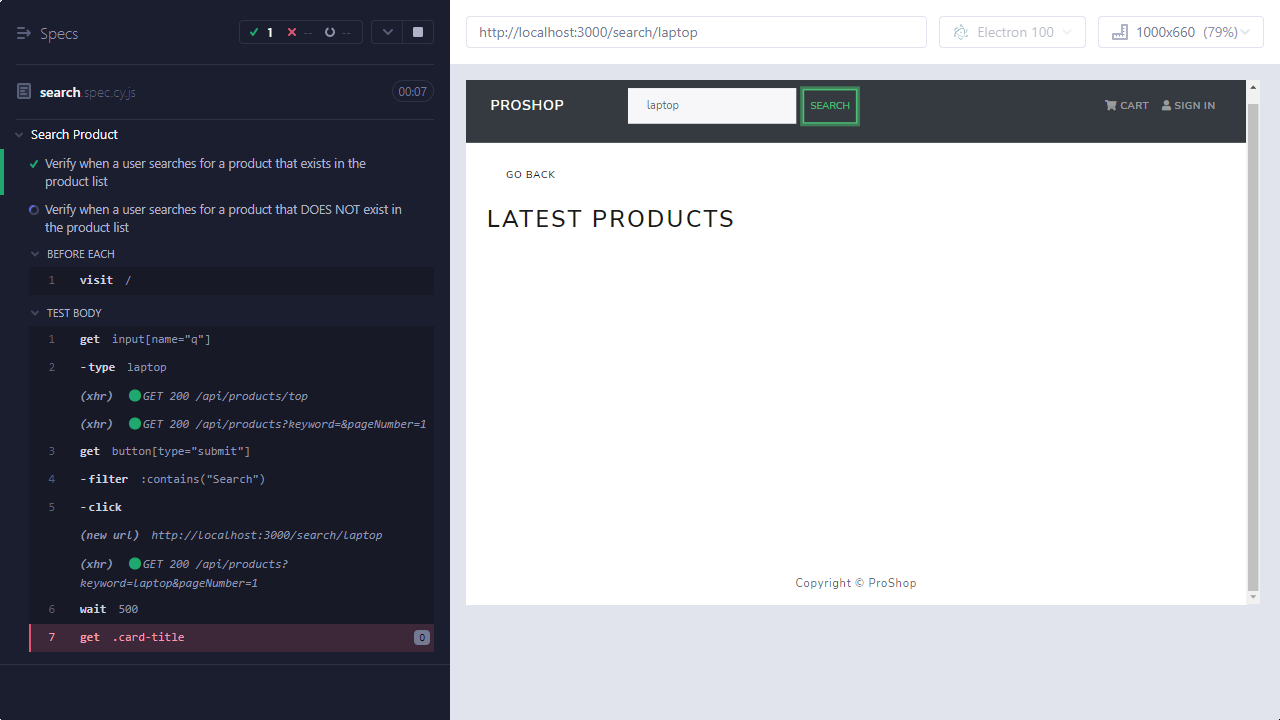 Specs
1 -- --
search.spec.cy.js 00:07
Search Product
Verify when a user searches for a product that exists in the
product list
Verify when a user searches for a product that DOES NOT exist in
the product list
BEFORE EACH
1 visit /
TEST BODY
1 get input[name="q"]
2 -type laptop
(xhr) GET 200 /api/products/top
(xhr) GET 200 /api/products?keyword=&pageNumber=1
3 get button[type="submit"]
4 -filter :contains("Search")
5 -click
(new url) http://localhost:3000/search/laptop
(xhr) GET 200 /api/products?
keyword=laptop&pageNumber=1
6 wait 500
7 get .card-title 0
http://localhost:3000/search/laptop
Electron 100
1000x660 (79%)
PROSHOP
laptop
SEARCH
CART
SIGN IN
GO BACK
LATEST PRODUCTS
Copyright © ProShop